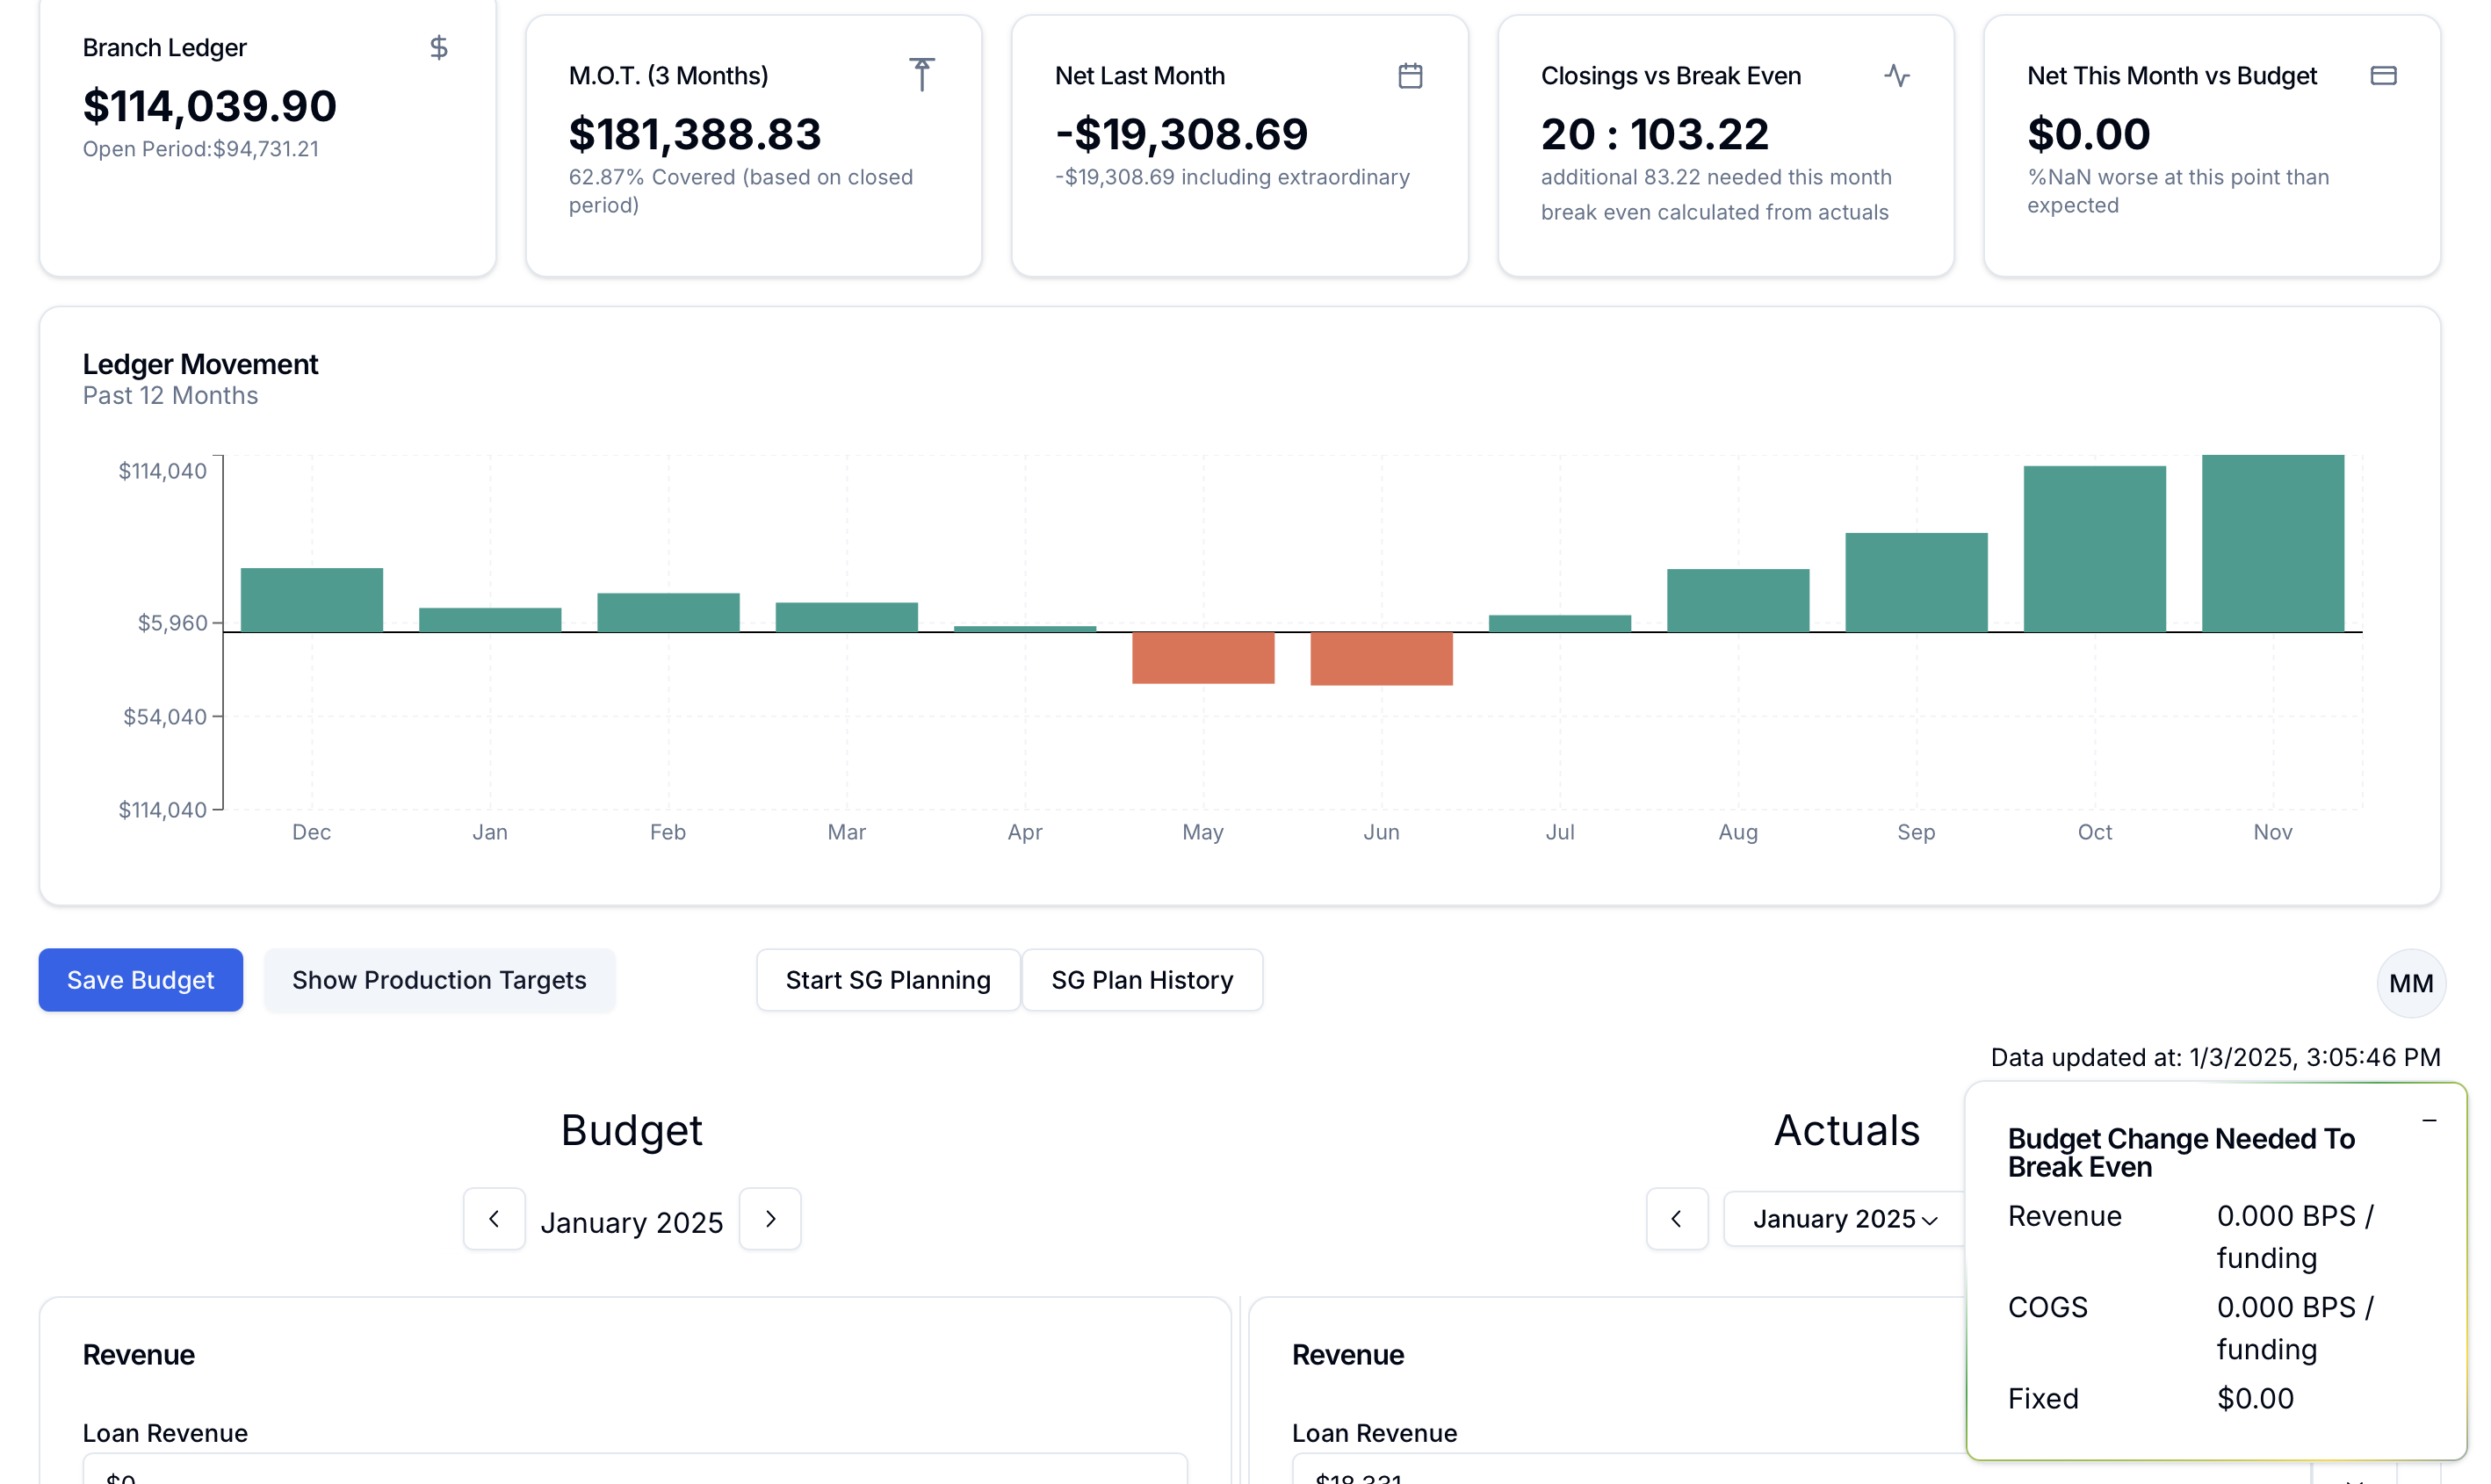 Branch Ledger
$114,039.90
Open Period:$94,731.21
M.O.T. (3 Months)
$181,388.83
62.87% Covered (based on closed
period)
Net Last Month
-$19,308.69
-$19,308.69 including extraordinary
Closings vs Break Even
20 : 103.22
additional 83.22 needed this month
break even calculated from actuals
Net This Month vs Budget
$0.00
%NaN worse at this point than
expected
Ledger Movement
Past 12 Months
$114,040
$5,960
$54,040
$114,040
Dec Jan Feb Mar Apr May Jun Jul Aug Sep Oct Nov
Save Budget
Show Production Targets
Start SG Planning
SG Plan History
MM
Data updated at: 1/3/2025, 3:05:46 PM
Budget
January 2025
Revenue
Loan Revenue
$0
Actuals
January 2025
Revenue
Loan Revenue
$18,331
Budget Change Needed To
Break Even
Revenue 0.000 BPS /
funding
COGS 0.000 BPS /
funding
Fixed $0.00